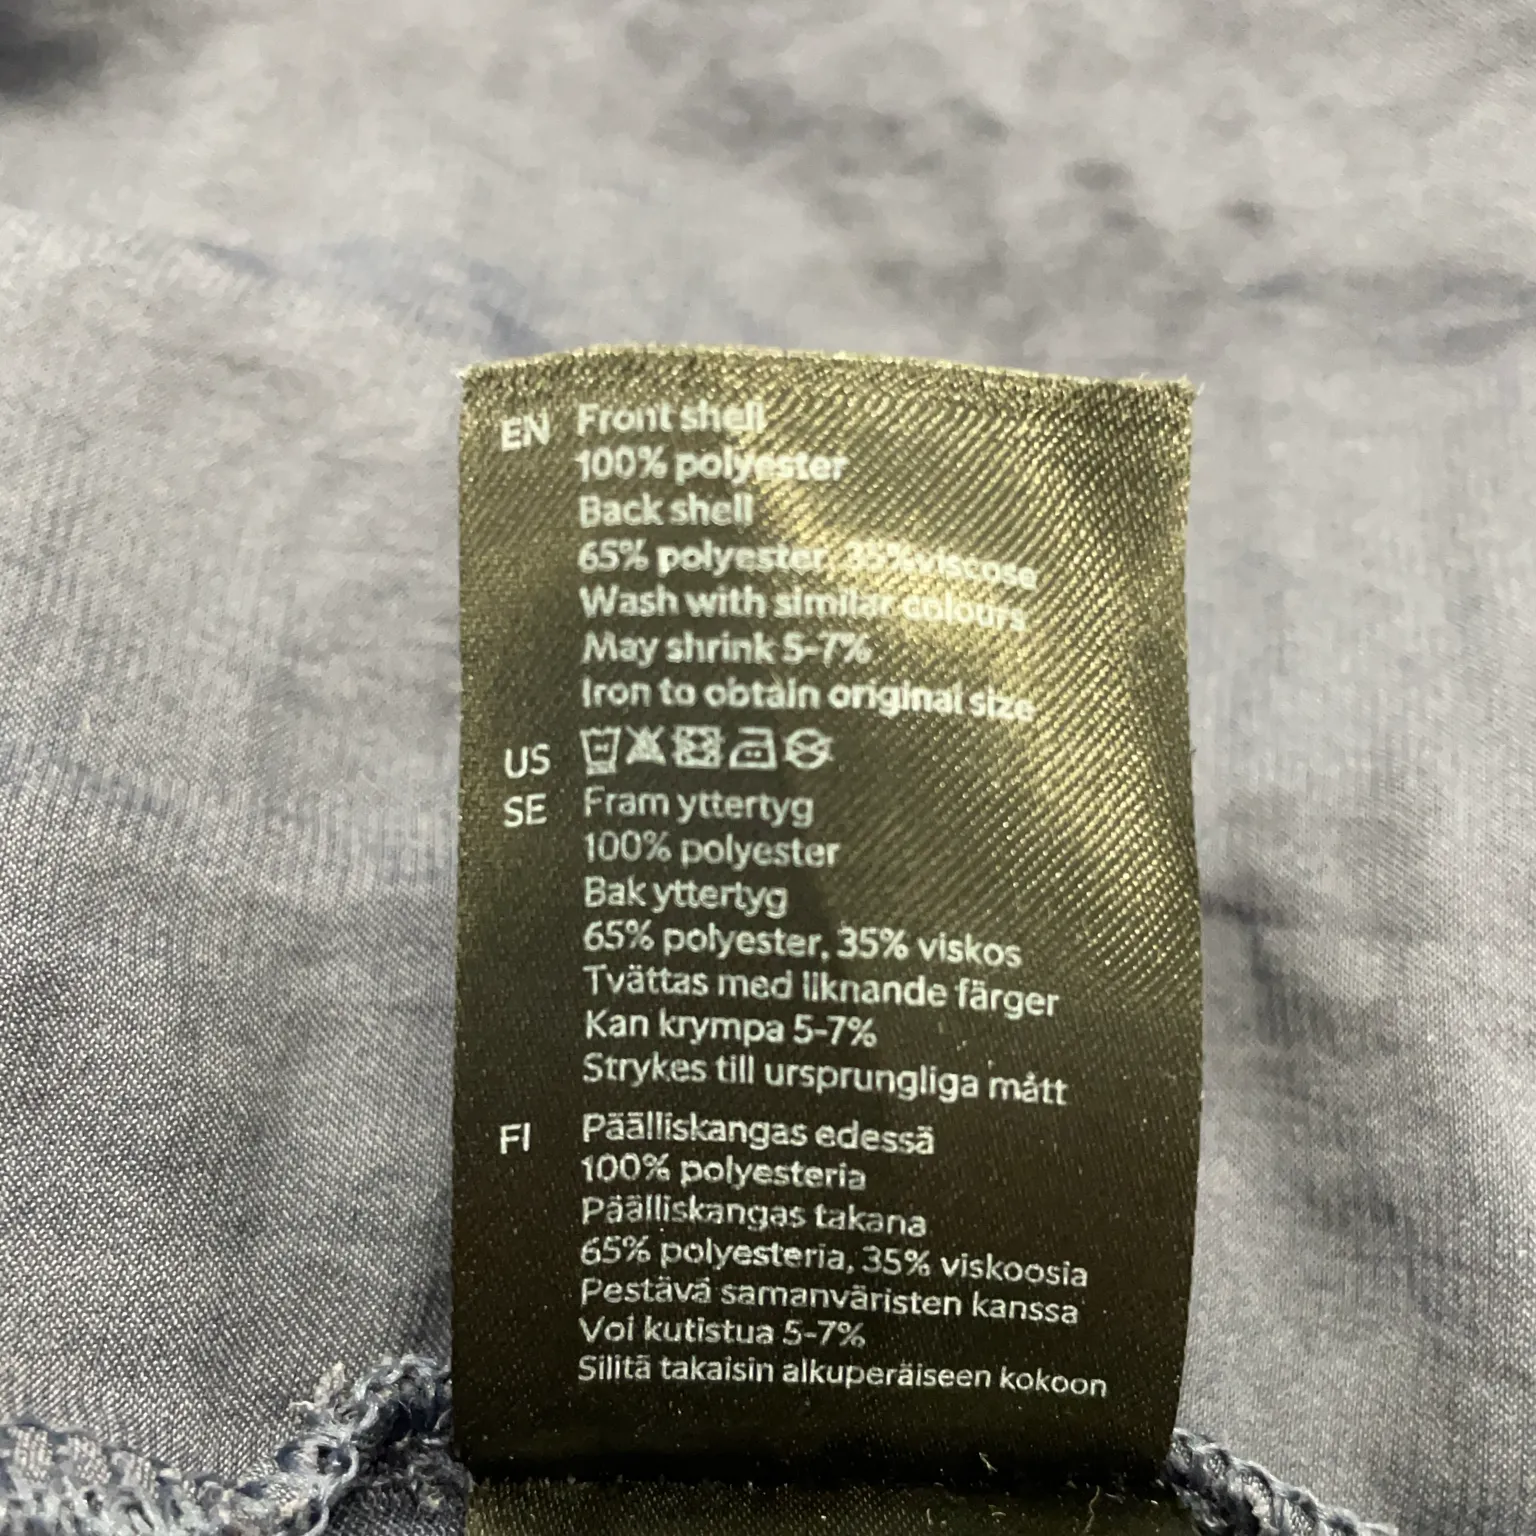 EN Front shell
100% polyester
Back shell
65% polyester, 35% viscose
Wash with similar colours
May shrink 5-7%
Iron to obtain original size
US
SE Fram yttertyg
100% polyester
Bak yttertyg
65% polyester, 35% viskos
Tvättas med liknande färger
Kan krympa 5-7%
Strykes till ursprungliga mått
FI Päälliskangas edessä
100% polyesteria
Päälliskangas takana
65% polyesteria, 35% viskoosia
Pestävä samanväristen kanssa
Voi kutistua 5-7%
Silitä takaisin alkuperäiseen kokoon